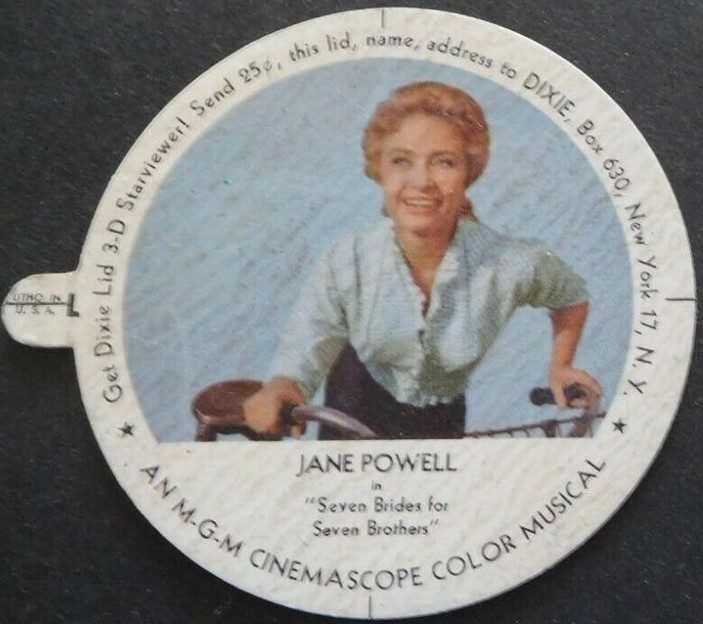 Get Dixie Lid 3-D Starviewer! Send 25¢, this lid, name, address to DIXIE, Box 630, New York 17, N. Y.
LITHO. IN
U. S. A.
JANE POWELL
in
"Seven Brides for
Seven Brothers"
AN M-G-M CINEMASCOPE COLOR MUSICAL